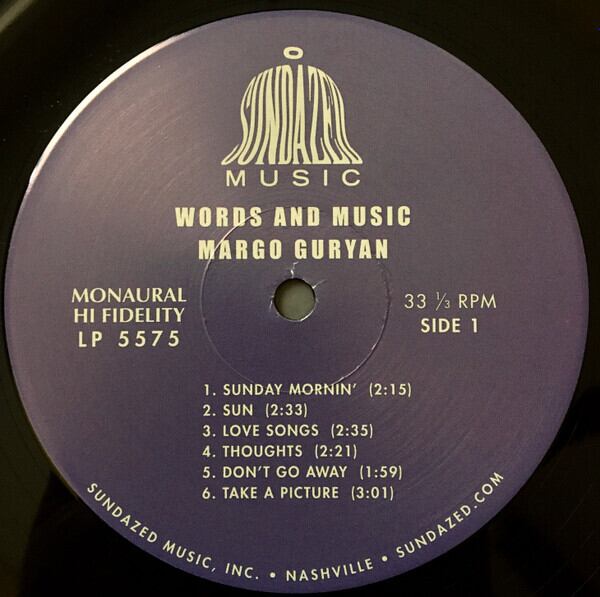 SUNDAZED
MUSIC
WORDS AND MUSIC
MARGO GURYAN
MONAURAL
HI FIDELITY
LP 5575
33 ⅓ RPM
SIDE 1
1. SUNDAY MORNIN' (2:15)
2. SUN (2:33)
3. LOVE SONGS (2:35)
4. THOUGHTS (2:21)
5. DON'T GO AWAY (1:59)
6. TAKE A PICTURE (3:01)
SUNDAZED MUSIC, INC. • NASHVILLE • SUNDAZED.COM